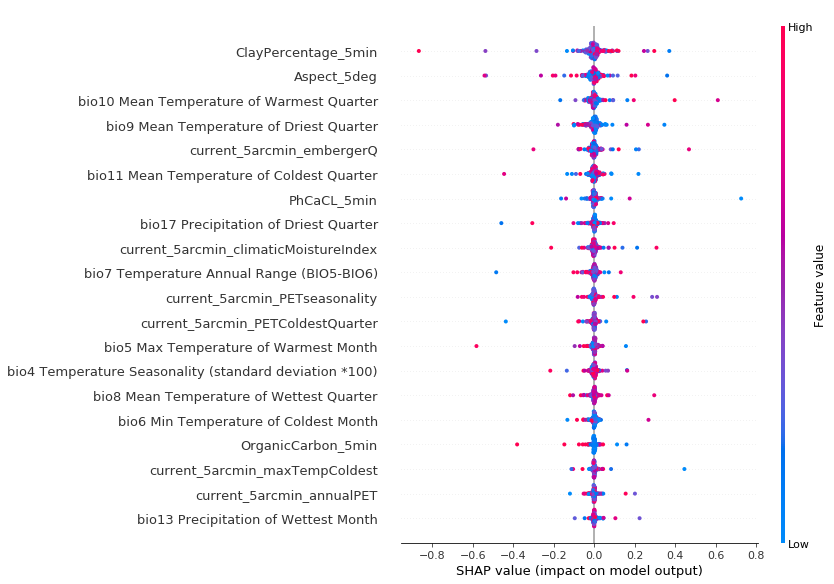 High
ClayPercentage_5min
Aspect_5deg
bio10 Mean Temperature of Warmest Quarter
bio9 Mean Temperature of Driest Quarter
current_5arcmin_embergerQ
bio11 Mean Temperature of Coldest Quarter
PhCaCL_5min
bio17 Precipitation of Driest Quarter
current_5arcmin_climaticMoistureIndex
bio7 Temperature Annual Range (BIO5-BIO6)
current_5arcmin_PETseasonality
current_5arcmin_PETColdestQuarter
bio5 Max Temperature of Warmest Month
bio4 Temperature Seasonality (standard deviation *100)
bio8 Mean Temperature of Wettest Quarter
bio6 Min Temperature of Coldest Month
OrganicCarbon_5min
current_5arcmin_maxTempColdest
current_5arcmin_annualPET
bio13 Precipitation of Wettest Month
Feature value
Low
−0.8 −0.6 −0.4 −0.2 0.0 0.2 0.4 0.6 0.8
SHAP value (impact on model output)